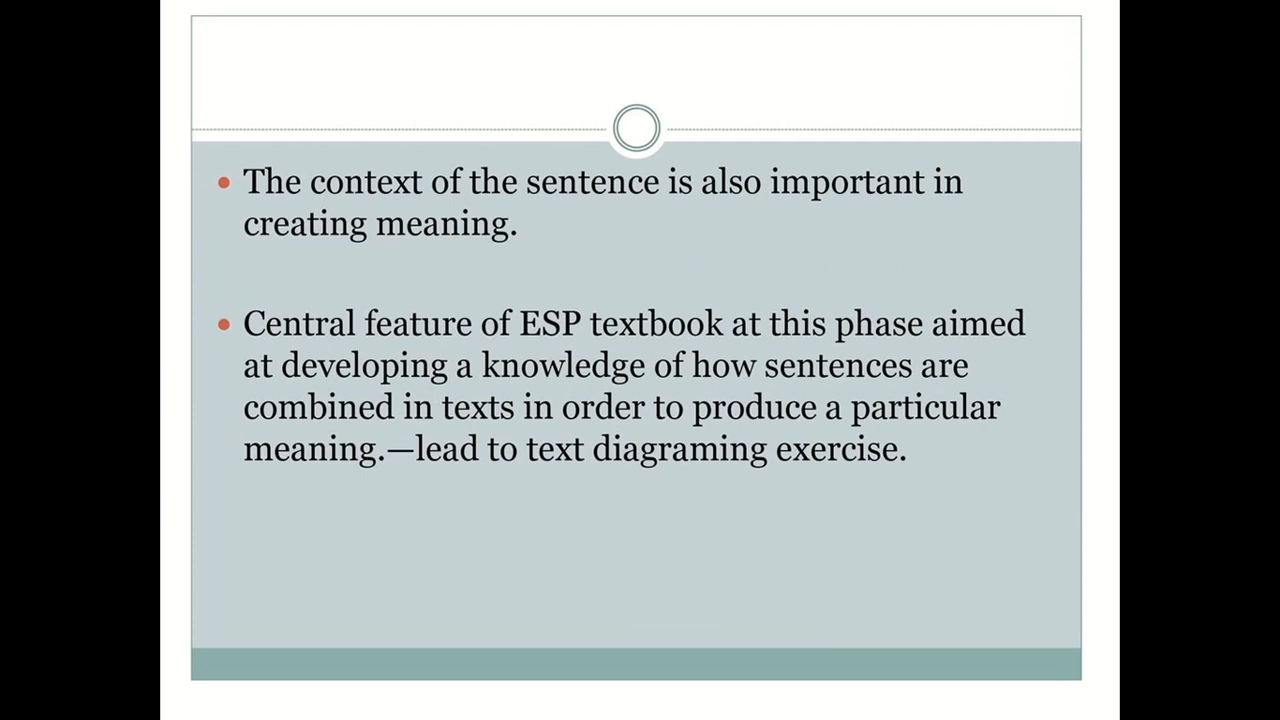 The context of the sentence is also important in
creating meaning.
Central feature of ESP textbook at this phase aimed
at developing a knowledge of how sentences are
combined in texts in order to produce a particular
meaning.—lead to text diagraming exercise.